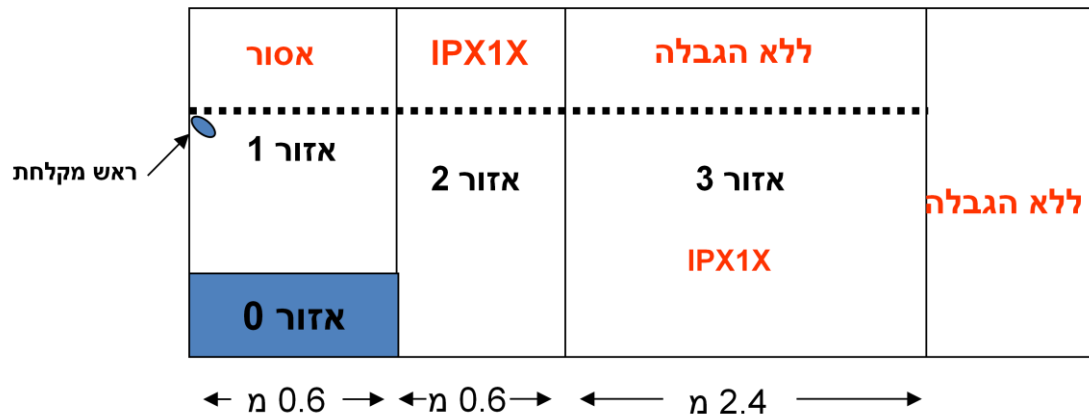 אסור
IPX1X
ללא הגבלה
ראש מקלחת
אזור 1
אזור 2
אזור 3
ללא הגבלה
IPX1X
אזור 0
0.6 מ
0.6 מ
2.4 מ